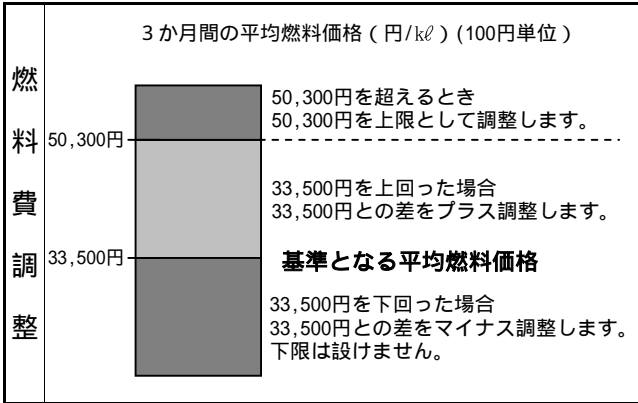 ３か月間の平均燃料価格（円/㎘）(100円単位）
燃料費調整
50,300円を超えるとき
50,300円を上限として調整します。
50,300円
33,500円を上回った場合
33,500円との差をプラス調整します。
33,500円
基準となる平均燃料価格
33,500円を下回った場合
33,500円との差をマイナス調整します。
下限は設けません。